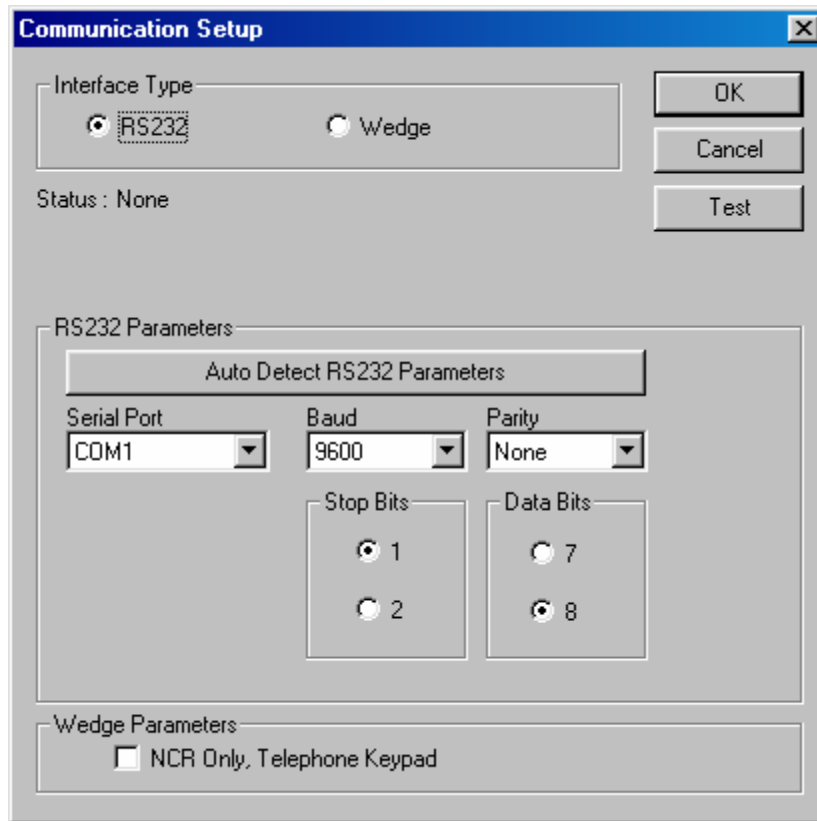 Communication Setup
Interface Type
RS232 Wedge
OK
Cancel
Test
Status : None
RS232 Parameters
Auto Detect RS232 Parameters
Serial Port Baud Parity
COM1 9600 None
Stop Bits Data Bits
1 7
2 8
Wedge Parameters
NCR Only, Telephone Keypad